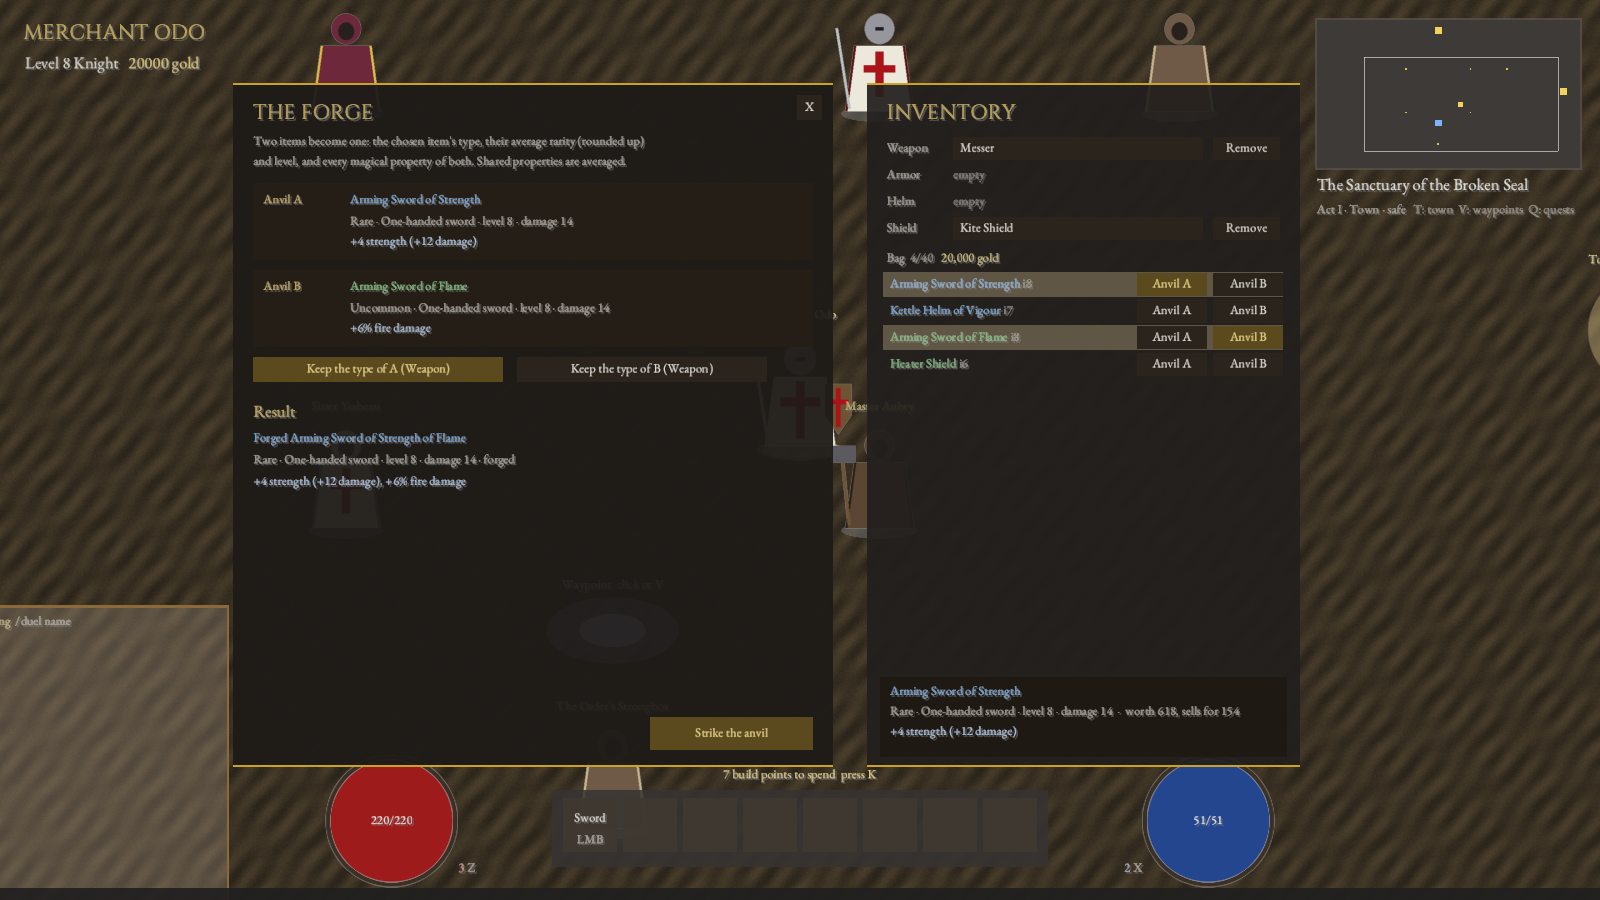 MERCHANT ODO
Level 8 Knight 20000 gold
THE FORGE
X
Two items become one: the chosen item's type, their average rarity (rounded up)
and level, and every magical property of both. Shared properties are averaged.
Anvil A
Arming Sword of Strength
Rare · One-handed sword · level 8 · damage 14
+4 strength (+12 damage)
Anvil B
Arming Sword of Flame
Uncommon · One-handed sword · level 8 · damage 14
+6% fire damage
Keep the type of A (Weapon)
Keep the type of B (Weapon)
Result
Forged Arming Sword of Strength of Flame
Rare · One-handed sword · level 8 · damage 14 · forged
+4 strength (+12 damage), +6% fire damage
Waypoint click or V
Strike the anvil
INVENTORY
Weapon Messer Remove
Armor empty
Helm empty
Shield Kite Shield Remove
Bag 4/40 20,000 gold
Arming Sword of Strength i8 Anvil A Anvil B
Kettle Helm of Vigour i7 Anvil A Anvil B
Arming Sword of Flame i8 Anvil A Anvil B
Heater Shield i6 Anvil A Anvil B
Master Aubry
Arming Sword of Strength
Rare · One-handed sword · level 8 · damage 14 · worth 618, sells for 154
+4 strength (+12 damage)
The Sanctuary of the Broken Seal
Act I · Town · safe T: town V: waypoints Q: quests
To
ng /duel name
7 build points to spend press K
220/220
3 Z
Sword
LMB
51/51
2 X